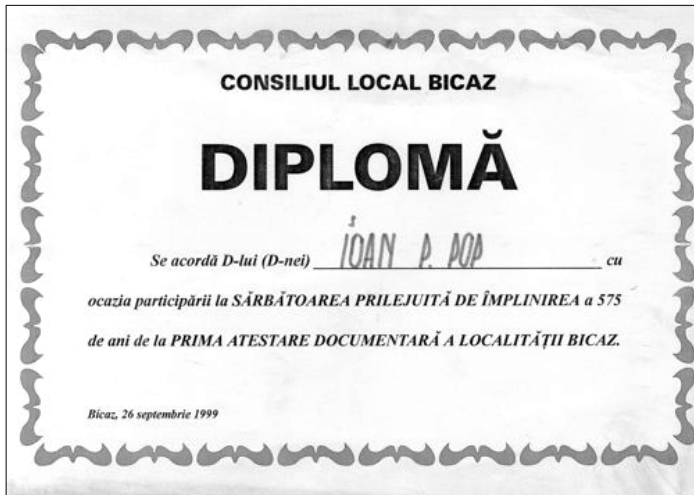 CONSILIUL LOCAL BICAZ
DIPLOMĂ
Se acordă D-lui (D-nei) IOAN P. POP cu
ocazia participării la SĂRBĂTOAREA PRILEJUITĂ DE ÎMPLINIREA a 575
de ani de la PRIMA ATESTARE DOCUMENTARĂ A LOCALITĂŢII BICAZ.
Bicaz, 26 septembrie 1999